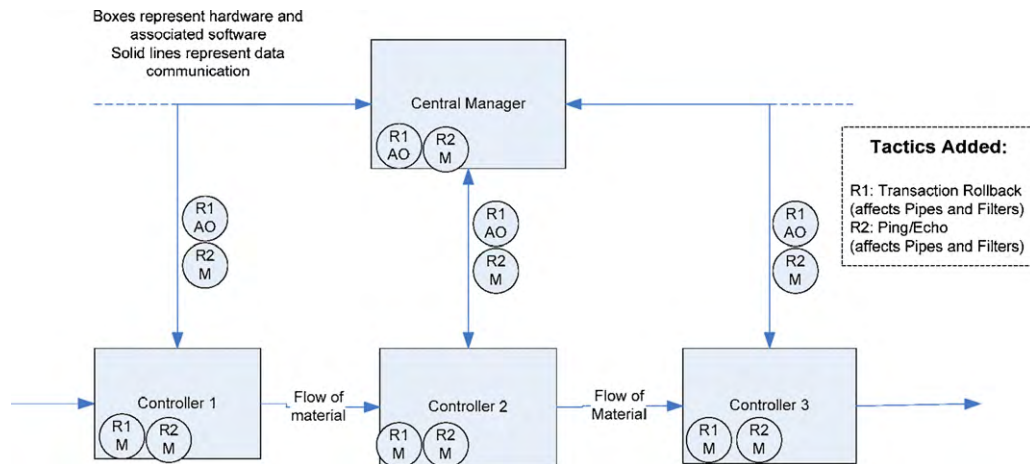 Boxes represent hardware and
associated software
Solid lines represent data
communication
Central Manager
R1
AO
R2
M
Tactics Added:
R1: Transaction Rollback
(affects Pipes and Filters)
R2: Ping/Echo
(affects Pipes and Filters)
R1
AO
R2
M
R1
AO
R2
M
R1
AO
R2
M
Controller 1
R1
M
R2
M
Flow of
material
Controller 2
R1
M
R2
M
Flow of
Material
Controller 3
R1
M
R2
M